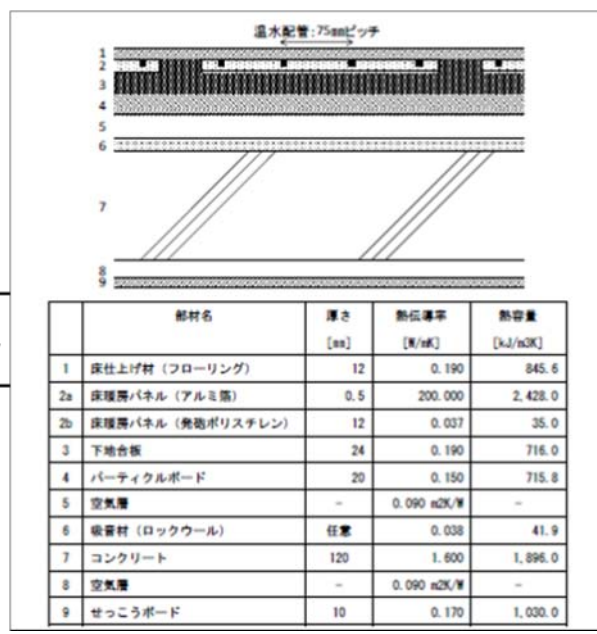 温水配管:75mmピッチ
1
2
3
4
5
6
7
8
9
部材名 厚さ 熱伝導率 熱容量
[mm] [W/mK] [kJ/m3K]
1 床仕上げ材(フローリング) 12 0.190 845.6
2a 床暖房パネル(アルミ箔) 0.5 200.000 2,428.0
2b 床暖房パネル(発砲ポリスチレン) 12 0.037 35.0
3 下地合板 24 0.190 716.0
4 パーティクルボード 20 0.150 715.8
5 空気層 - 0.090 m2K/W -
6 吸音材(ロックウール) 任意 0.038 41.9
7 コンクリート 120 1.600 1,896.0
8 空気層 - 0.090 m2K/W -
9 せっこうボード 10 0.170 1,030.0